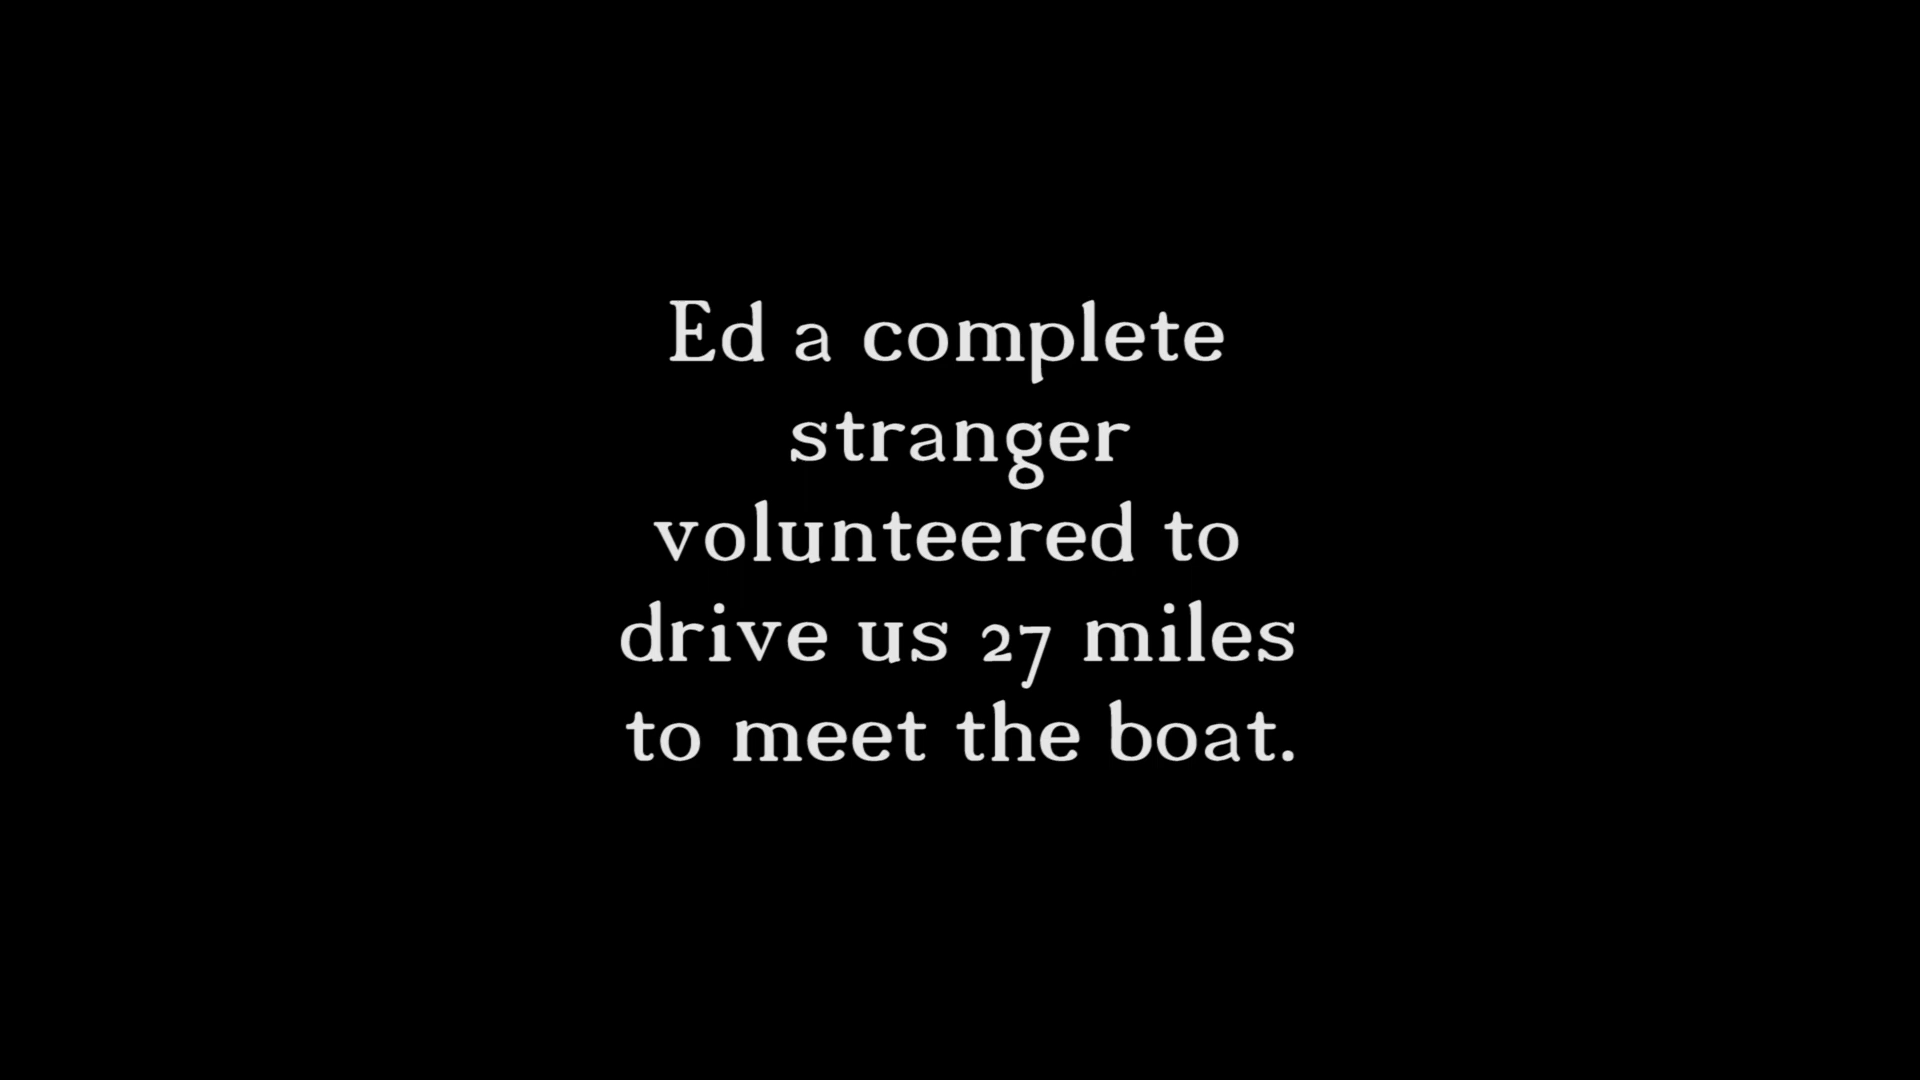 Ed a complete
stranger
volunteered to
drive us 27 miles
to meet the boat.